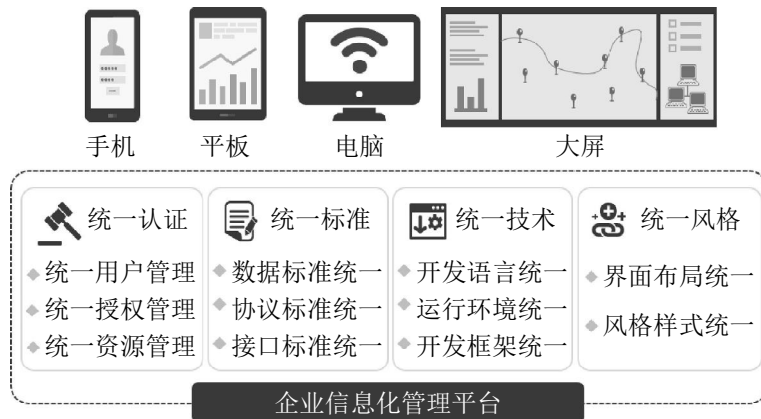 手机
平板
电脑
大屏
统一认证
统一用户管理
统一授权管理
统一资源管理
统一标准
数据标准统一
协议标准统一
接口标准统一
统一技术
开发语言统一
运行环境统一
开发框架统一
统一风格
界面布局统一
风格样式统一
企业信息化管理平台